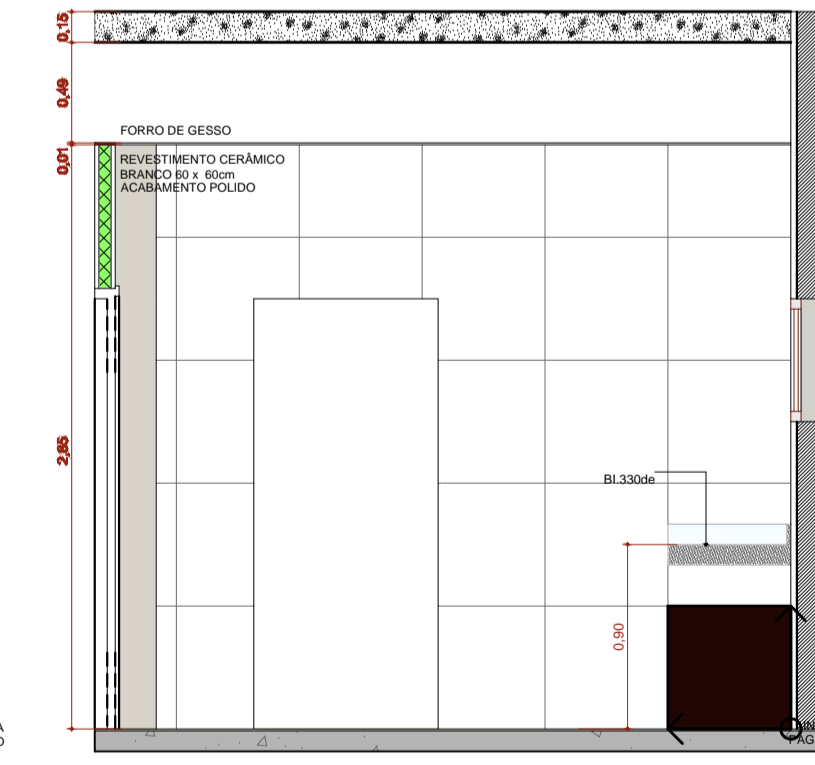 0,15
0,49
FORRO DE GESSO
0,01
REVESTIMENTO CERÂMICO
BRANCO 60 x 60cm
ACABAMENTO POLIDO
2,85
BI.330de
0,90